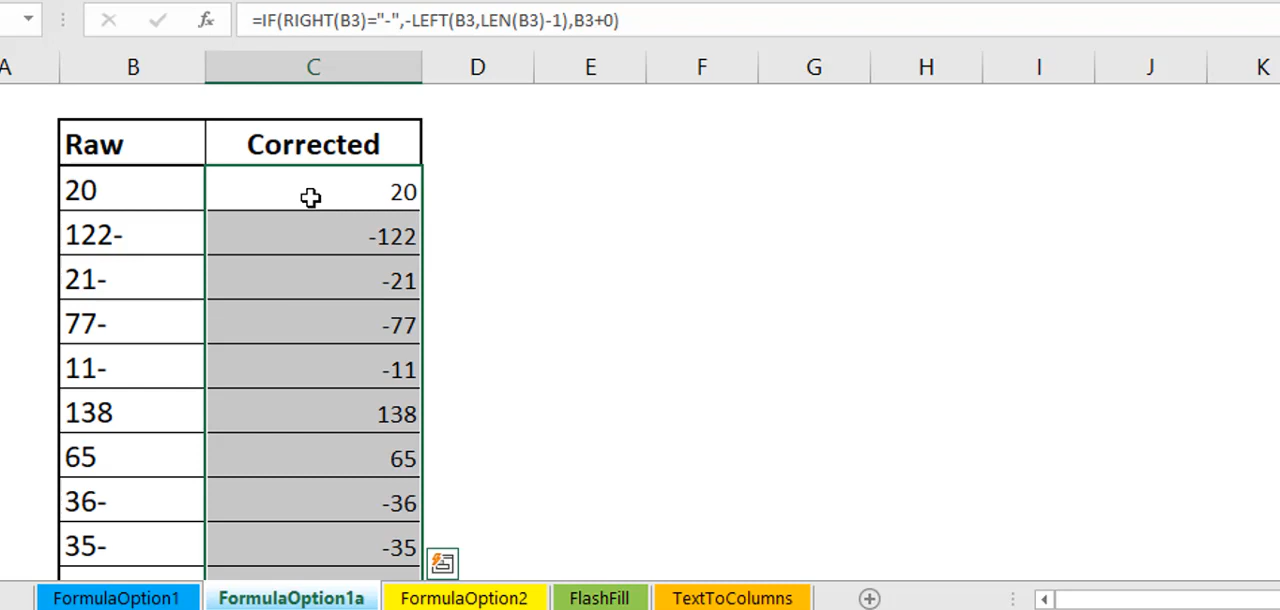 fx =IF(RIGHT(B3)="-",-LEFT(B3,LEN(B3)-1),B3+0)
A B C D E F G H I J K
Raw Corrected
20 20
122- -122
21- -21
77- -77
11- -11
138 138
65 65
36- -36
35- -35
FormulaOption1 FormulaOption1a FormulaOption2 FlashFill TextToColumns